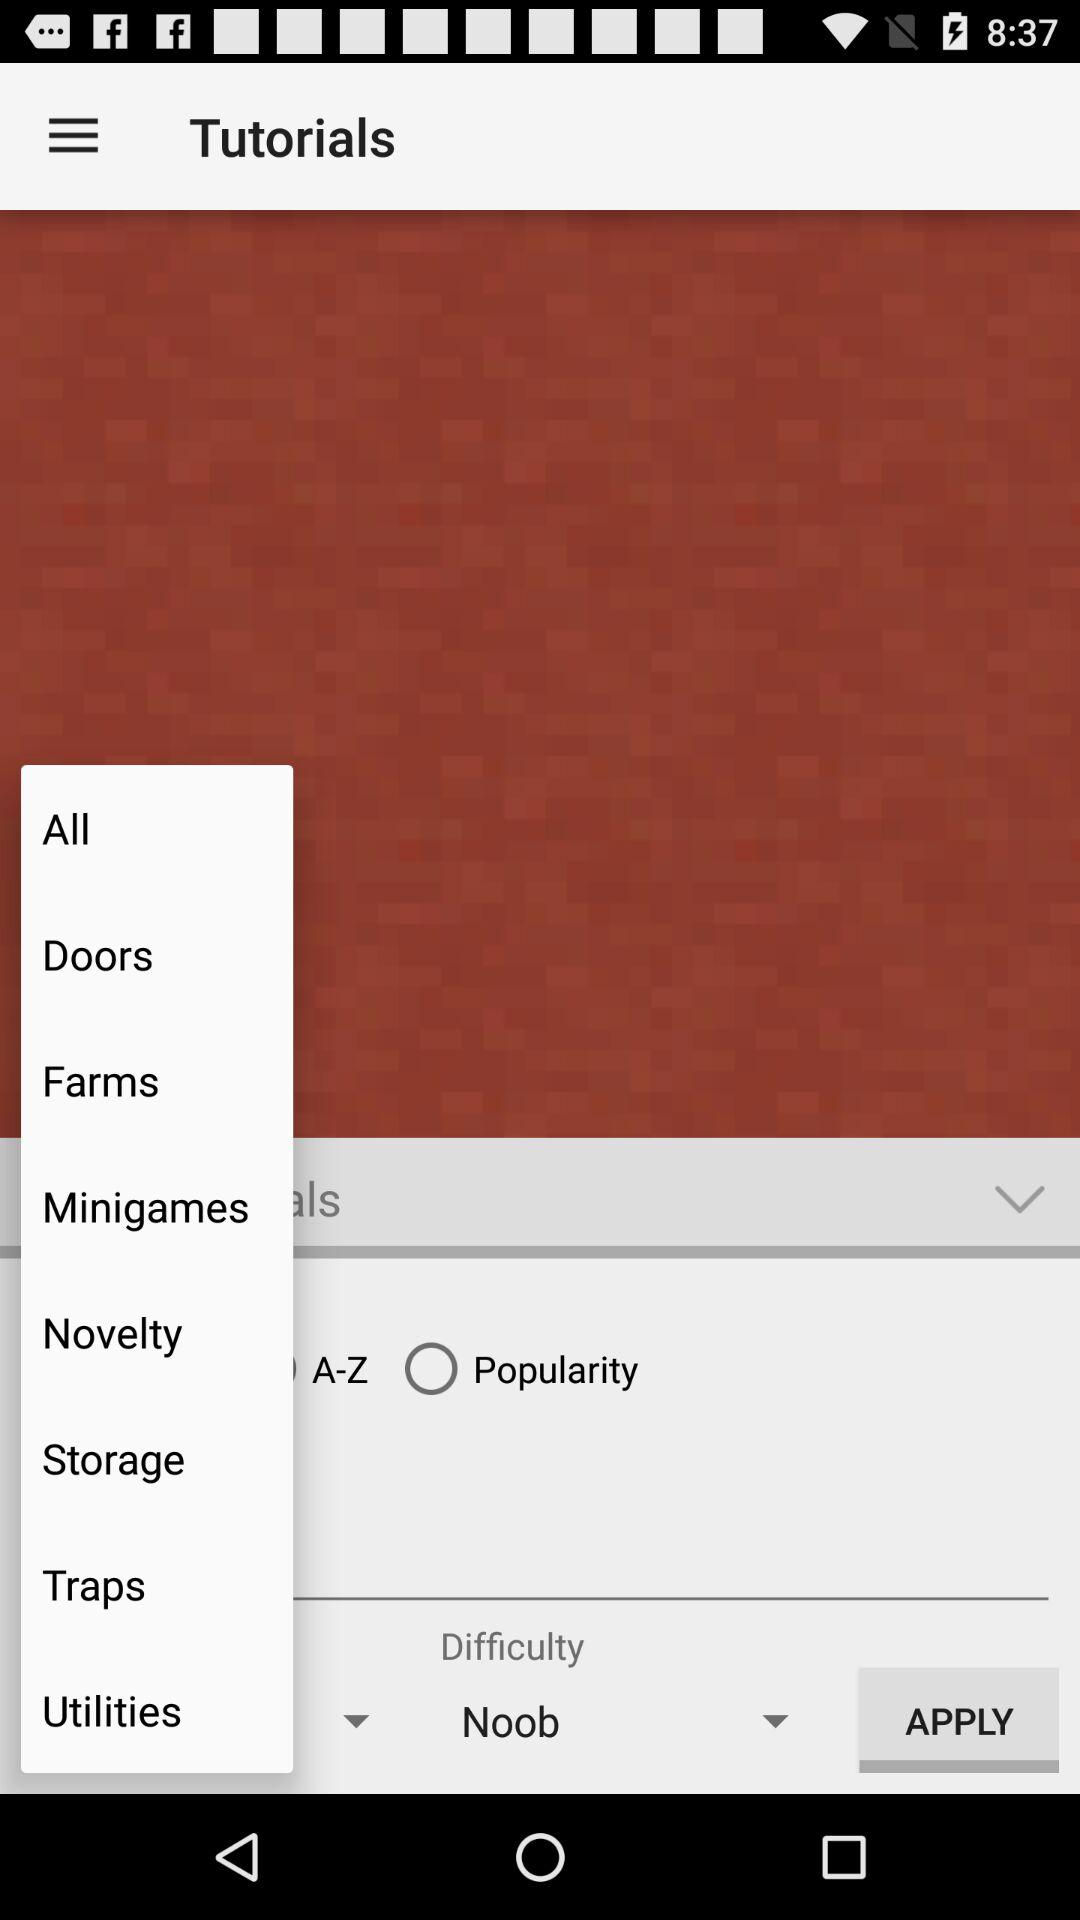 8:37
Tutorials
All
Doors
Farms
Minigames
als
Novelty
A-Z Popularity
Storage
Traps
Difficulty
Utilities
Noob
APPLY